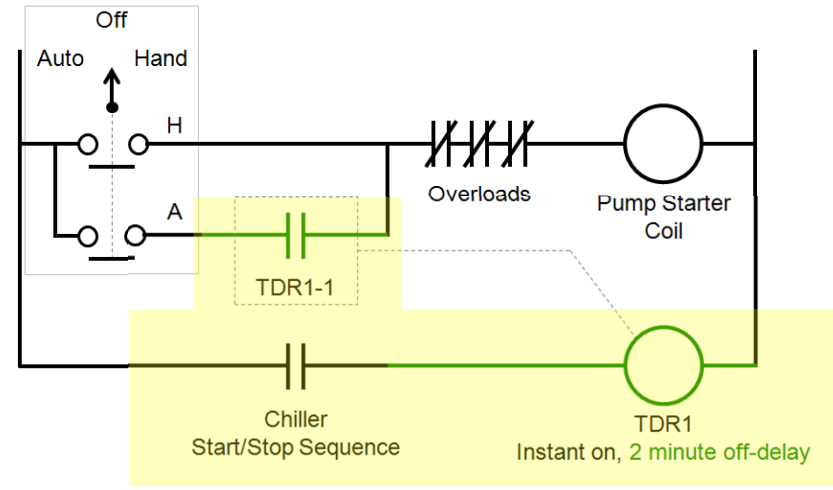 Off
Auto Hand
H
Overloads
Pump Starter
Coil
A
TDR1-1
Chiller
Start/Stop Sequence
TDR1
Instant on, 2 minute off-delay